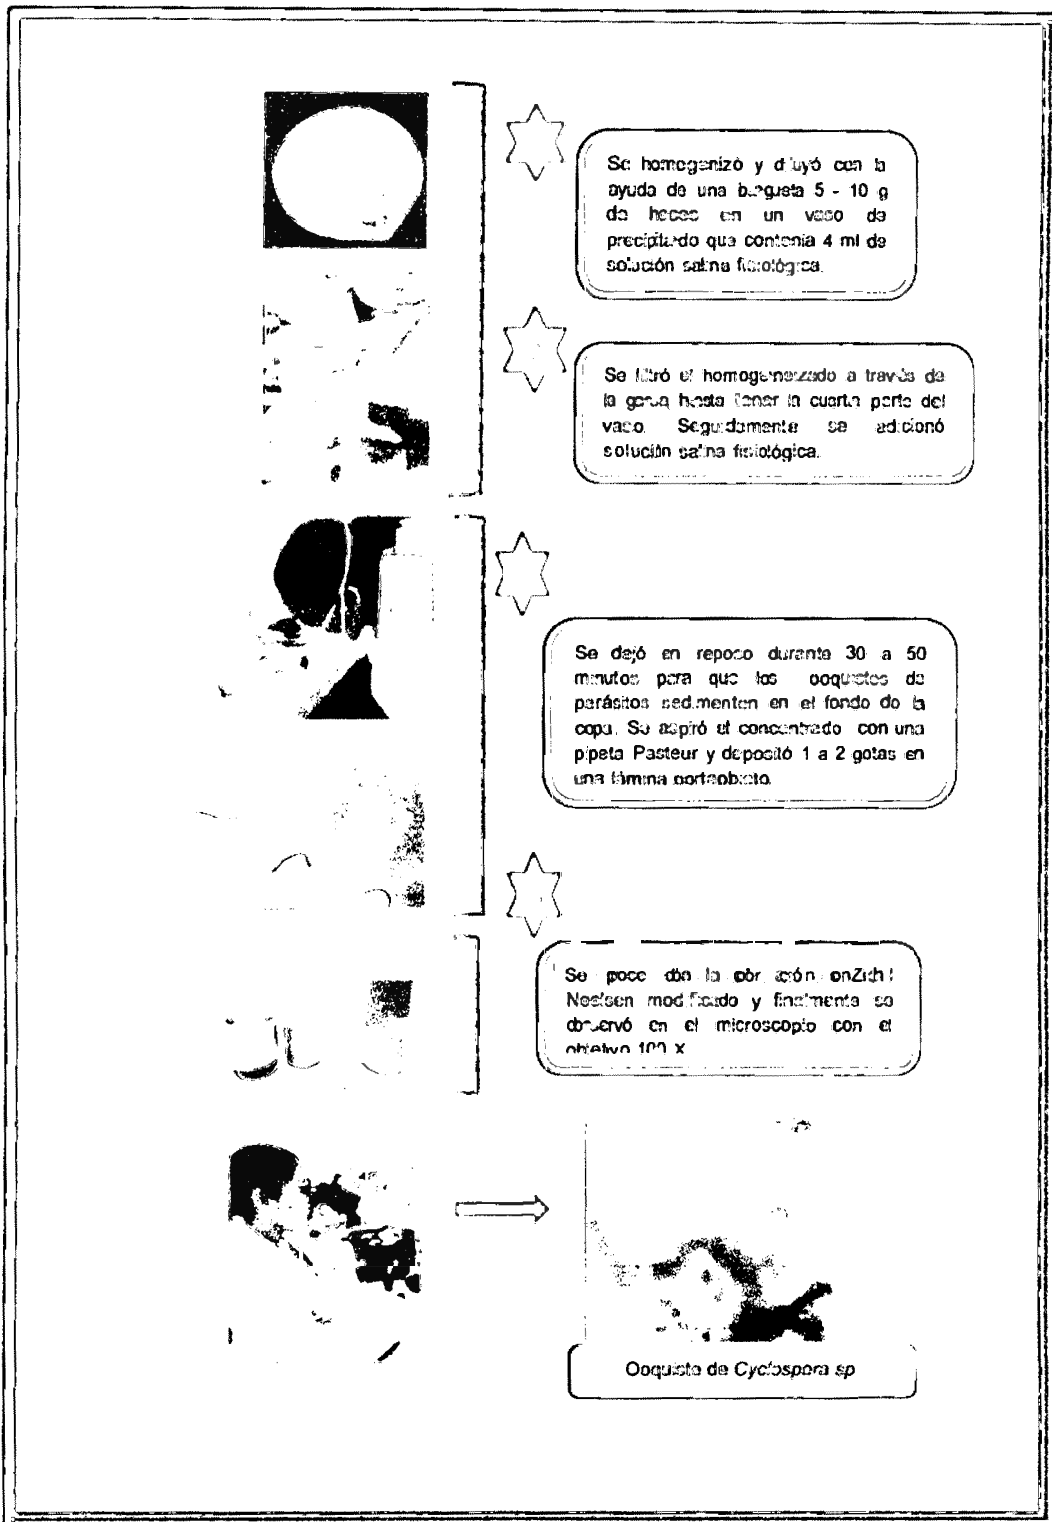 Se homogenizó y diluyó con la
ayuda de una bagueta 5 - 10 g
de heces en un vaso de
precipitado que contenía 4 ml de
solución salina fisiológica.
Se filtró el homogeneizado a través de
la gasa hasta llenar la cuarta parte del
vaso. Seguidamente se adicionó
solución salina fisiológica.
Se dejó en reposo durante 30 a 50
minutos para que los ooquistes de
parásitos sedimenten en el fondo de la
copa. Se aspiró el concentrado con una
pipeta Pasteur y depositó 1 a 2 gotas en
una lámina portaobjeto.
Se la
Neelsen modificado y finalmente se
observó en el microscopio con el
objetivo 100 X
Ooquiste de Cyclospora sp